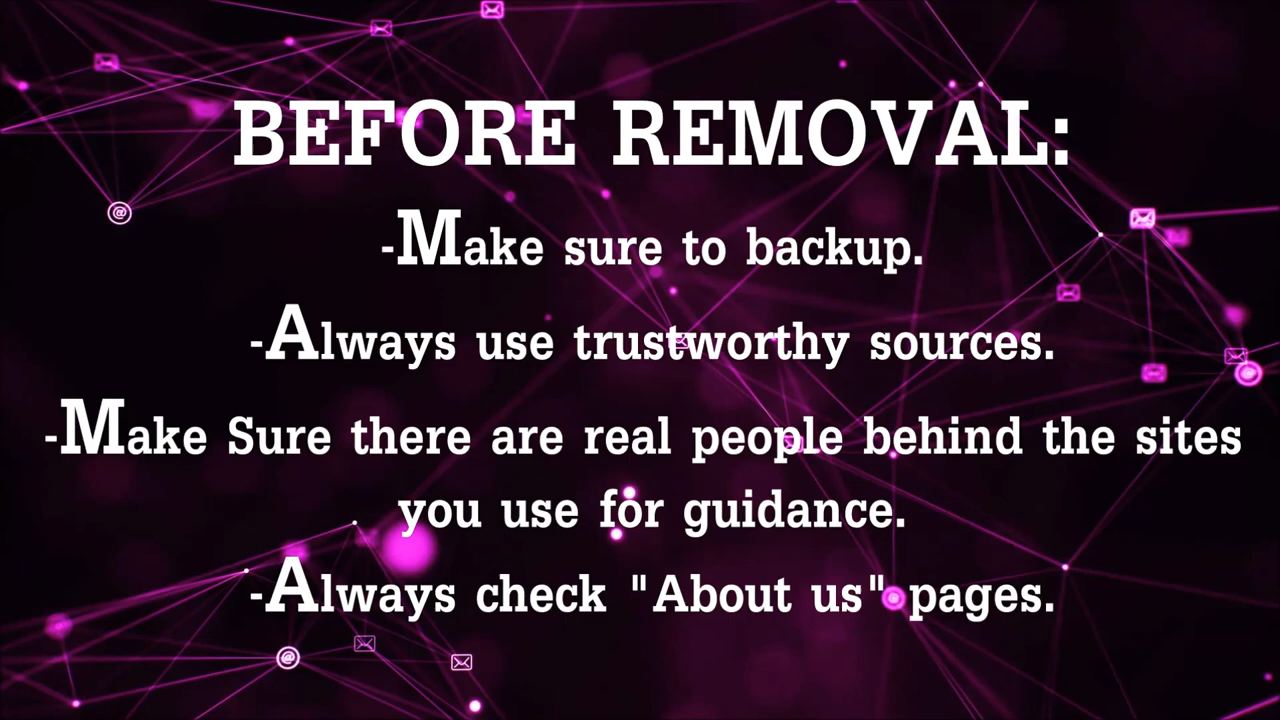 BEFORE REMOVAL:
-Make sure to backup.
-Always use trustworthy sources.
-Make Sure there are real people behind the sites
you use for guidance.
-Always check "About us" pages.